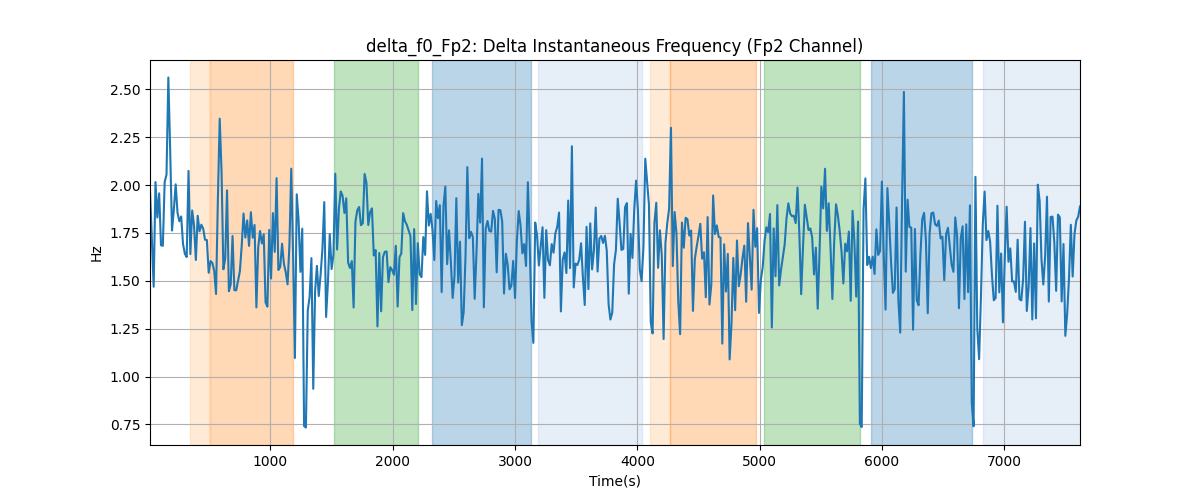 delta_f0_Fp2: Delta Instantaneous Frequency (Fp2 Channel)
2.50
2.25
2.00
1.75
1.50
1.25
1.00
0.75
Hz
1000 2000 3000 4000 5000 6000 7000
Time(s)